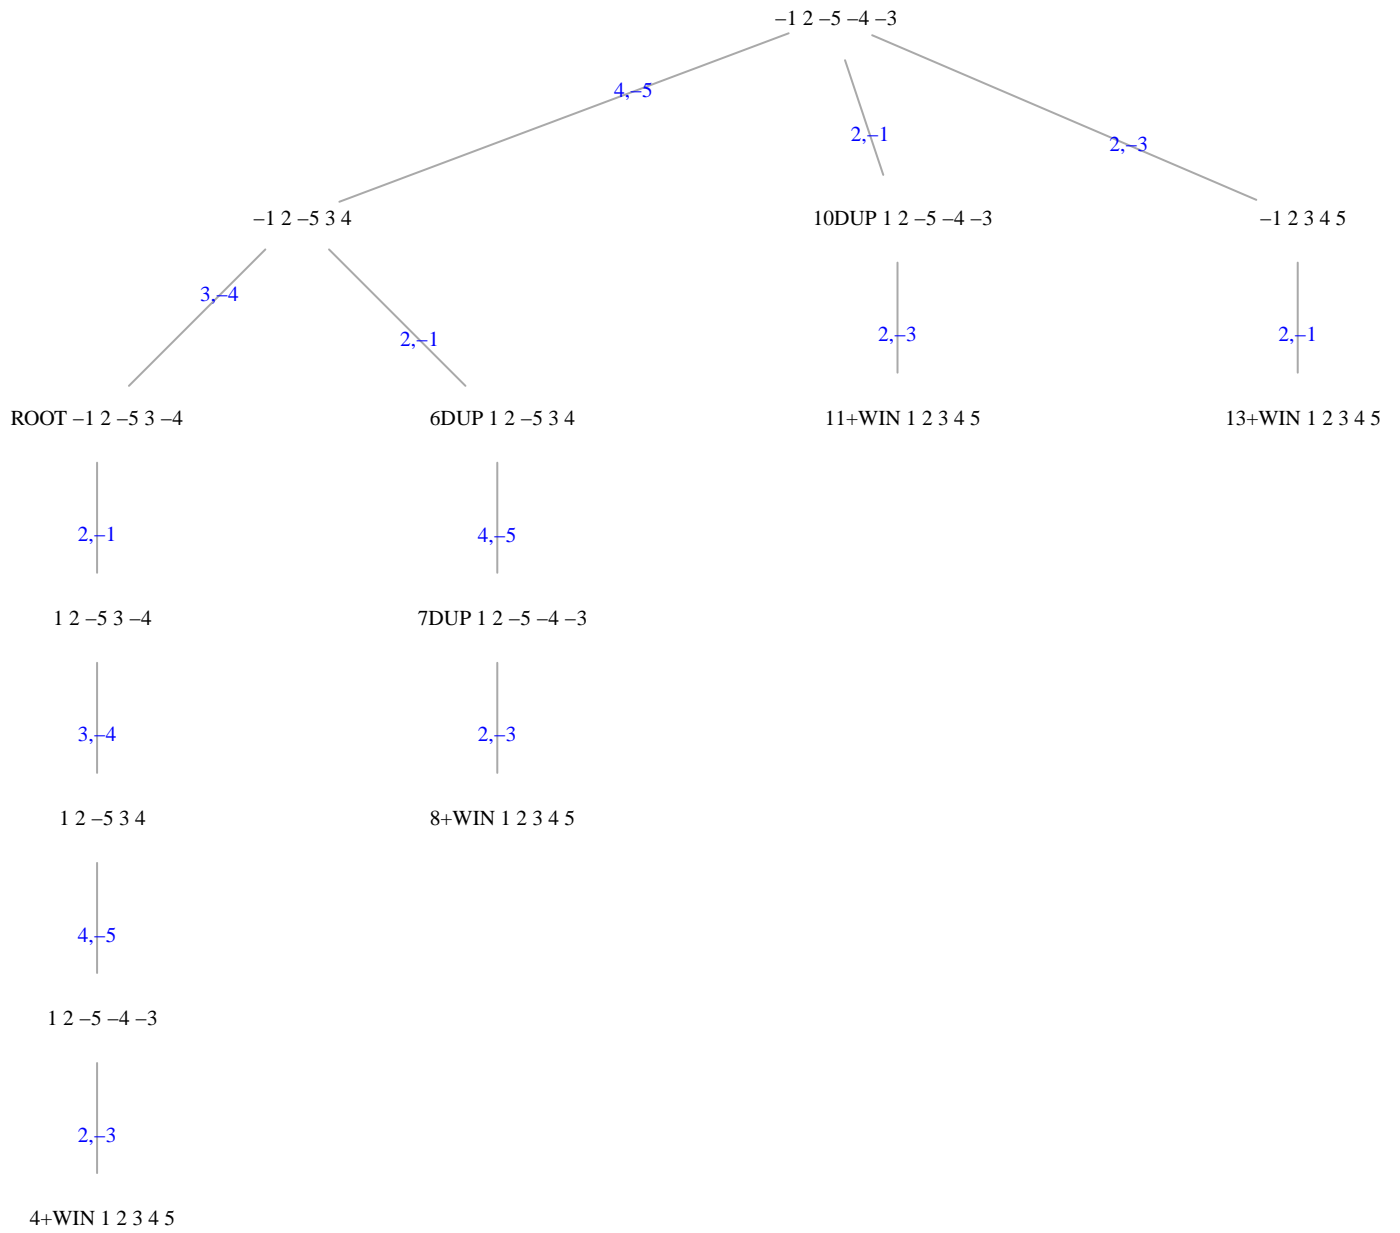 –1 2 –5 –4 –3
4,–5
2,–1
2,–3
–1 2 –5 3 4
10DUP 1 2 –5 –4 –3
–1 2 3 4 5
3,–4
2,–1
2,–3
2,–1
ROOT –1 2 –5 3 –4
6DUP 1 2 –5 3 4
11+WIN 1 2 3 4 5
13+WIN 1 2 3 4 5
2,–1
4,–5
1 2 –5 3 –4
7DUP 1 2 –5 –4 –3
3,–4
2,–3
1 2 –5 3 4
8+WIN 1 2 3 4 5
4,–5
1 2 –5 –4 –3
2,–3
4+WIN 1 2 3 4 5